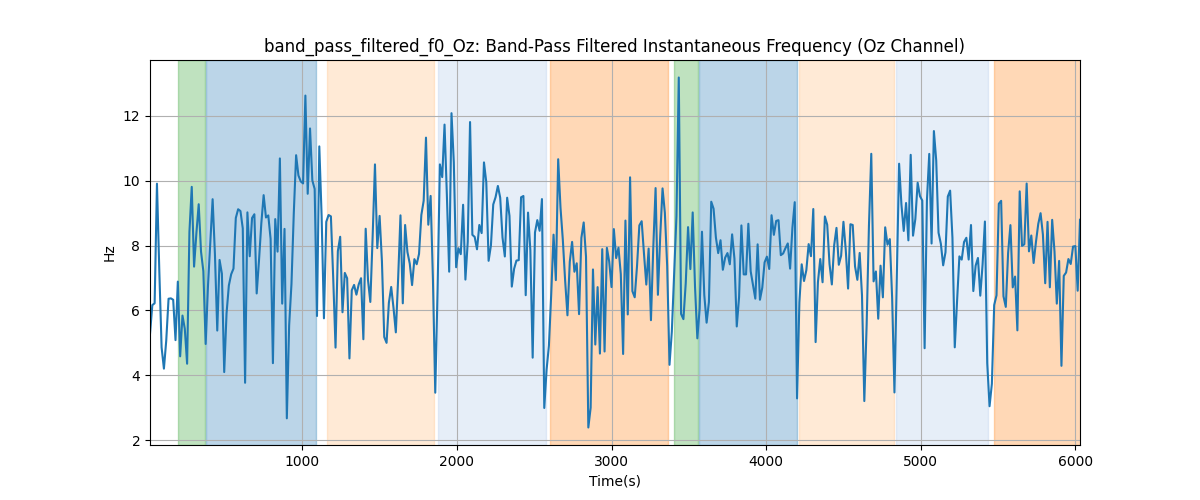 band_pass_filtered_f0_Oz: Band-Pass Filtered Instantaneous Frequency (Oz Channel)
12
10
8
6
4
2
Hz
1000 2000 3000 4000 5000 6000
Time(s)